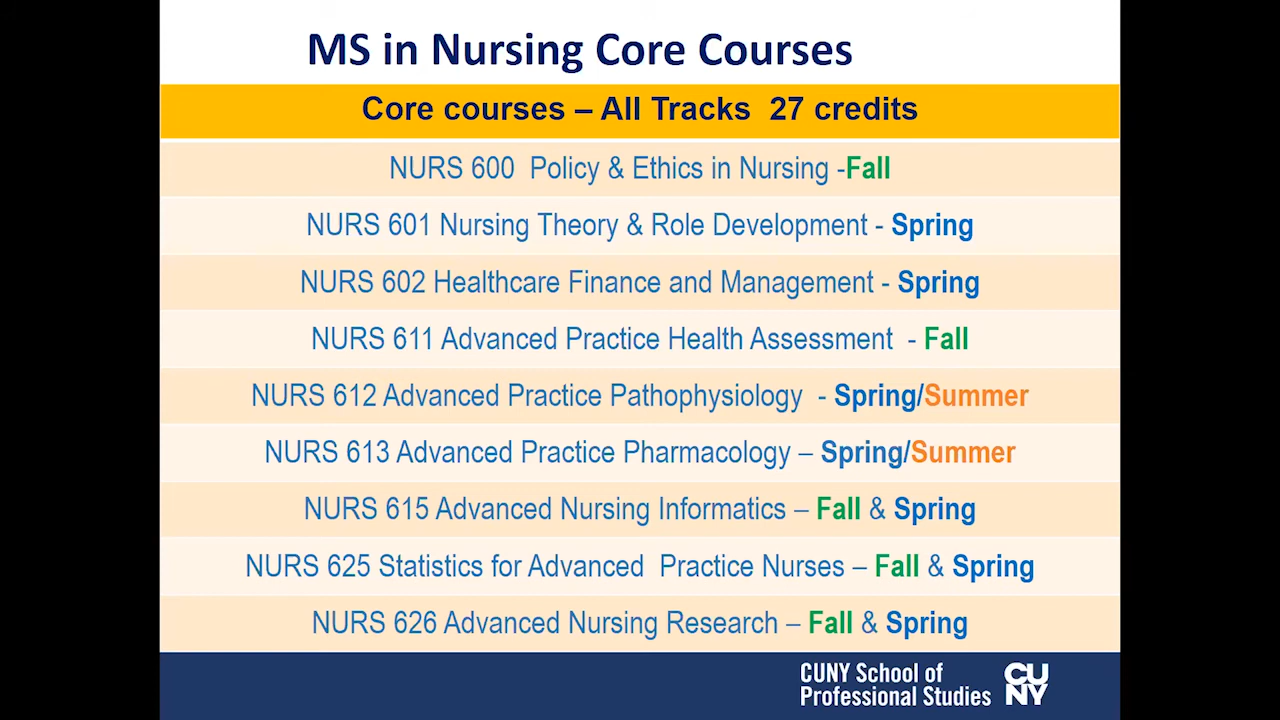 MS in Nursing Core Courses
Core courses – All Tracks 27 credits
NURS 600 Policy & Ethics in Nursing -Fall
NURS 601 Nursing Theory & Role Development - Spring
NURS 602 Healthcare Finance and Management - Spring
NURS 611 Advanced Practice Health Assessment - Fall
NURS 612 Advanced Practice Pathophysiology - Spring/Summer
NURS 613 Advanced Practice Pharmacology – Spring/Summer
NURS 615 Advanced Nursing Informatics – Fall & Spring
NURS 625 Statistics for Advanced Practice Nurses – Fall & Spring
NURS 626 Advanced Nursing Research – Fall & Spring
CUNY School of
Professional Studies
CU
NY